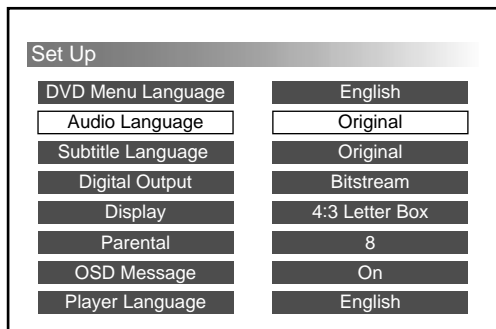 Set Up
DVD Menu Language English
Audio Language Original
Subtitle Language Original
Digital Output Bitstream
Display 4:3 Letter Box
Parental 8
OSD Message On
Player Language English